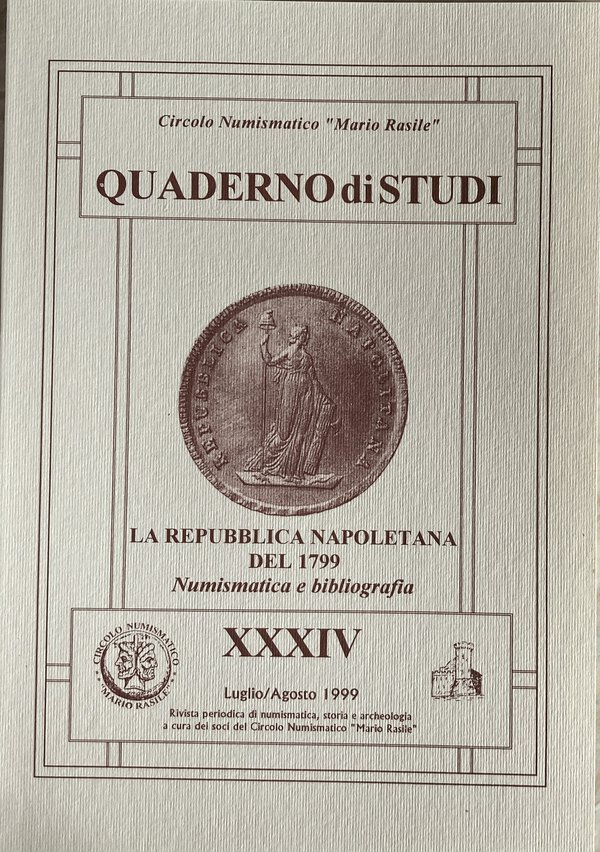 Circolo Numismatico "Mario Rasile"
QUADERNO di STUDI
REPUBBLICA NAPOLITANA
LA REPUBBLICA NAPOLETANA
DEL 1799
Numismatica e bibliografia
XXXIV
CIRCOLO NUMISMATICO
"MARIO RASILE"
Luglio/Agosto 1999
Rivista periodica di numismatica, storia e archeologia
a cura dei soci del Circolo Numismatico "Mario Rasile"